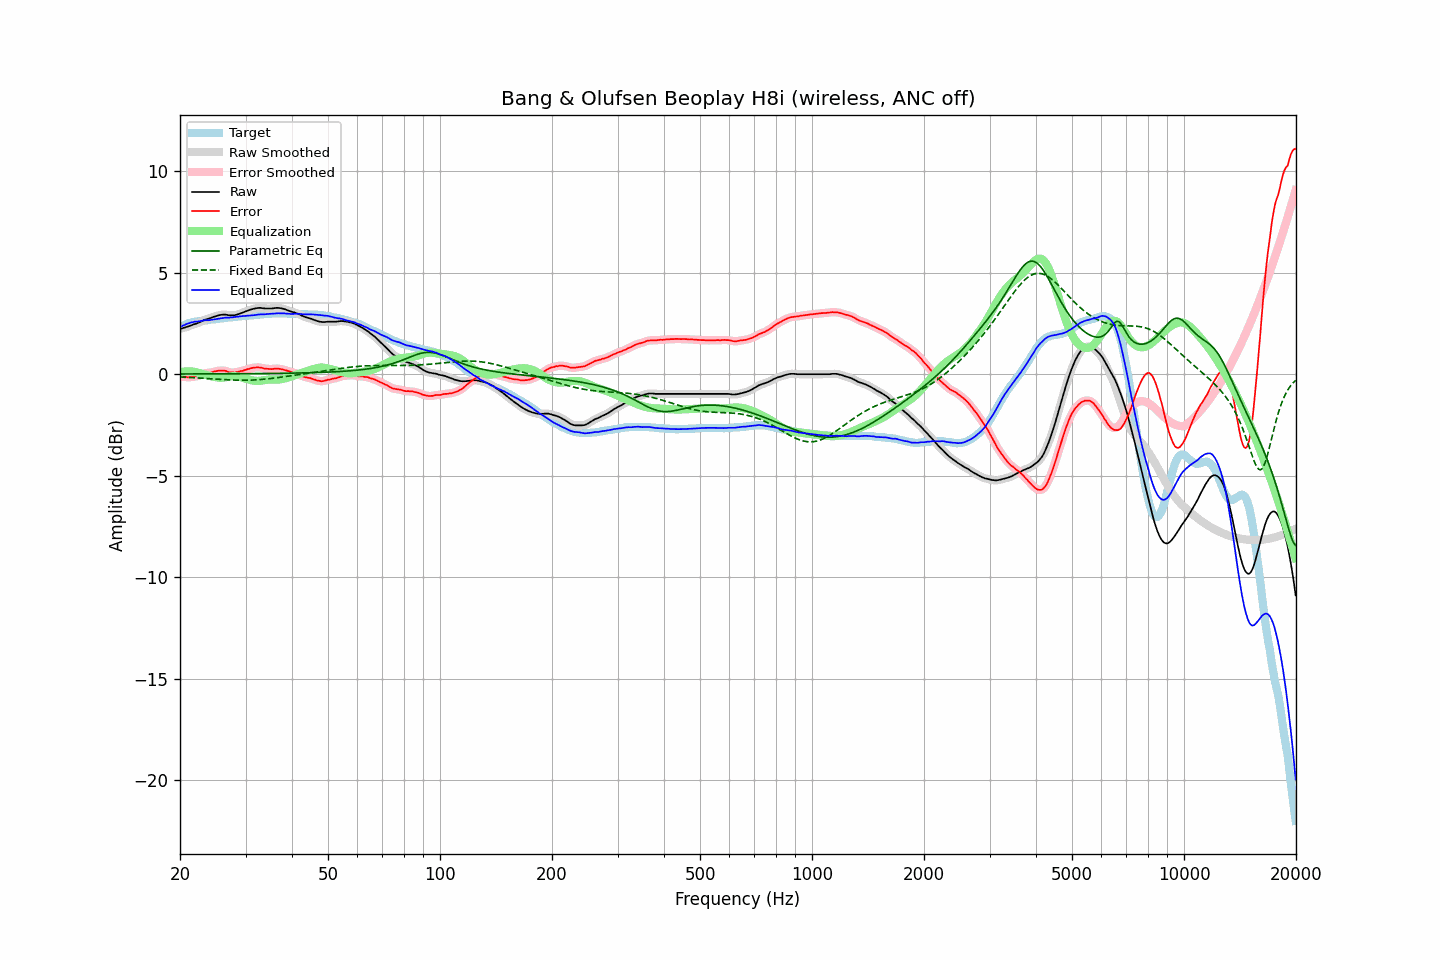 Bang & Olufsen Beoplay H8i (wireless, ANC off)
Target
Raw Smoothed
Error Smoothed
Raw
Error
Equalization
Parametric Eq
Fixed Band Eq
Equalized
10
5
0
−5
−10
−15
−20
Amplitude (dBr)
20 50 100 200 500 1000 2000 5000 10000 20000
Frequency (Hz)